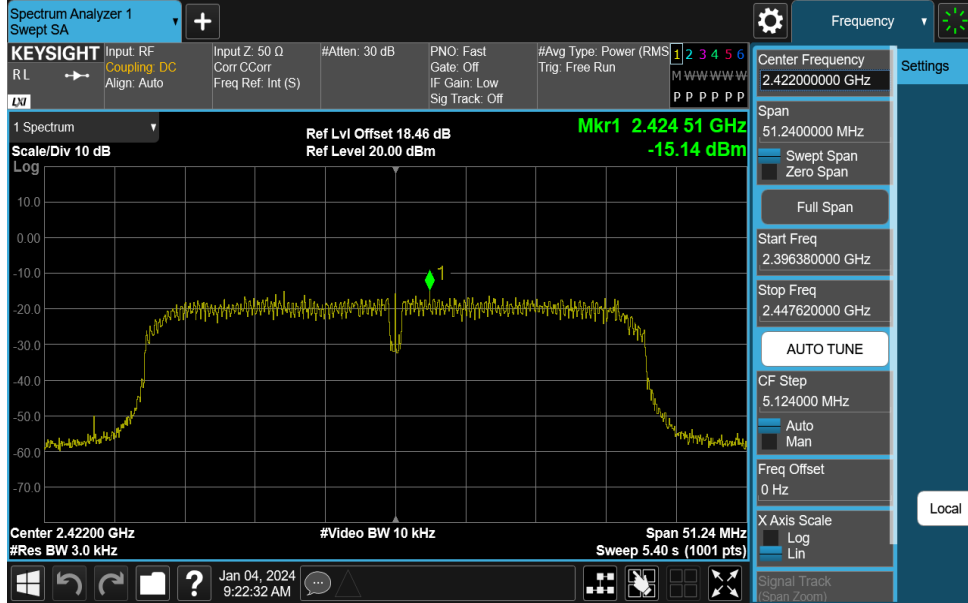 Spectrum Analyzer 1
Swept SA
+
Frequency
KEYSIGHT
RL
LXI
Input: RF
Coupling: DC
Align: Auto
Input Z: 50 Ω
Corr CCorr
Freq Ref: Int (S)
#Atten: 30 dB
PNO: Fast
Gate: Off
IF Gain: Low
Sig Track: Off
#Avg Type: Power (RMS
Trig: Free Run
1 2 3 4 5 6
M W W W W W
P P P P P P
1 Spectrum
Scale/Div 10 dB
Log
Ref Lvl Offset 18.46 dB
Ref Level 20.00 dBm
Mkr1 2.424 51 GHz
-15.14 dBm
10.0
0.00
-10.0
-20.0
-30.0
-40.0
-50.0
-60.0
-70.0
1
Center 2.42200 GHz
#Res BW 3.0 kHz
#Video BW 10 kHz
Span 51.24 MHz
Sweep 5.40 s (1001 pts)
Center Frequency
2.422000000 GHz
Span
51.2400000 MHz
Swept Span
Zero Span
Full Span
Start Freq
2.396380000 GHz
Stop Freq
2.447620000 GHz
AUTO TUNE
CF Step
5.124000 MHz
Auto
Man
Freq Offset
0 Hz
X Axis Scale
Log
Lin
Signal Track
(Span Zoom)
Settings
Local
?
Jan 04, 2024
9:22:32 AM